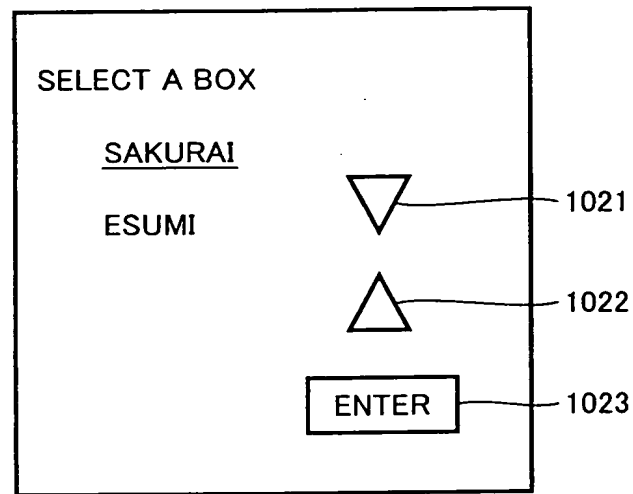 SELECT A BOX
SAKURAI
ESUMI
1021
1022
ENTER
1023